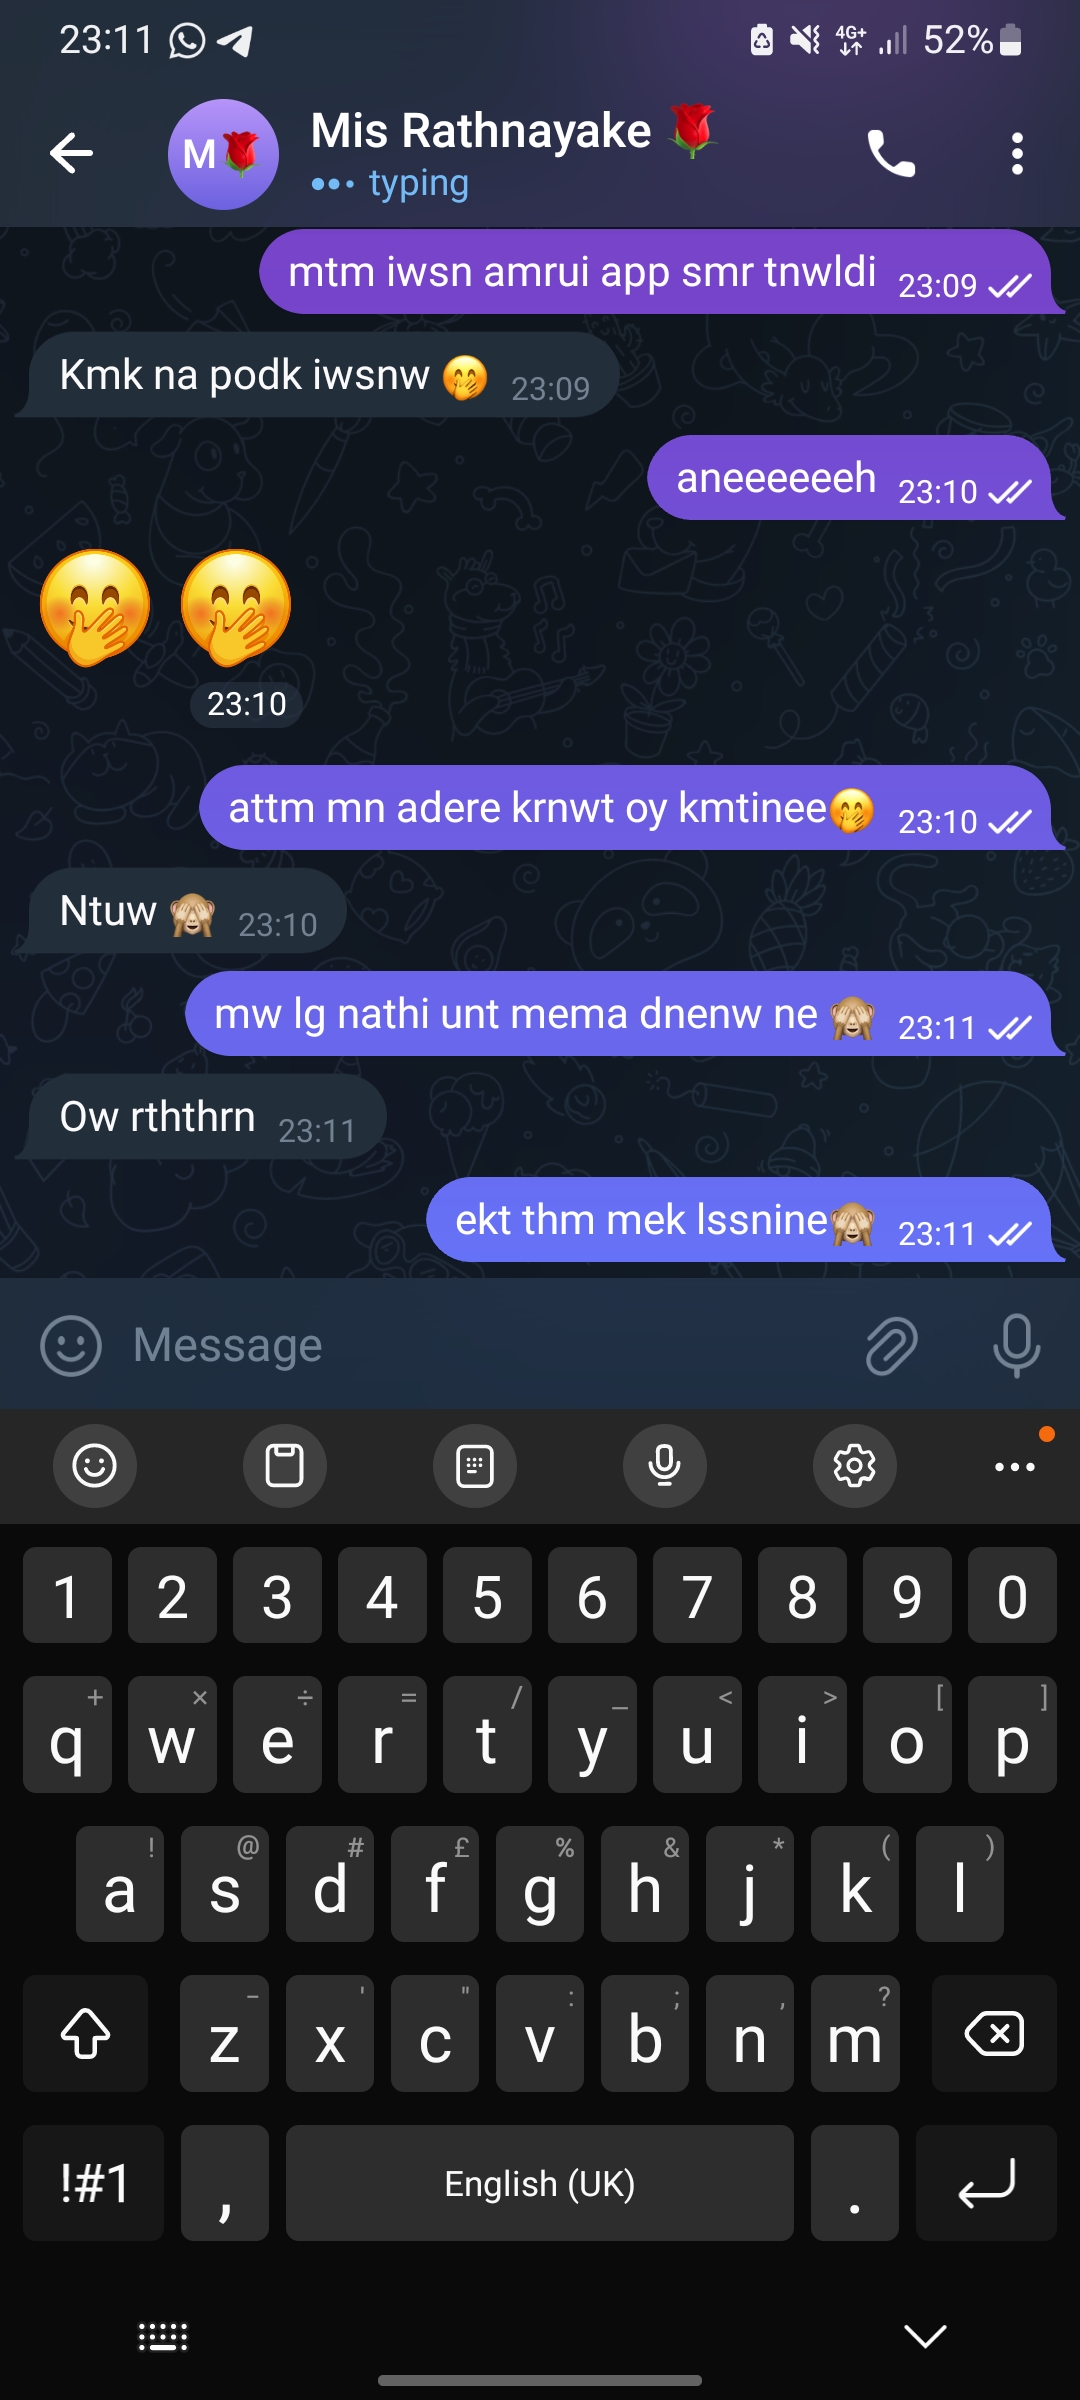 23:11 4G+ 52%
M🌹 Mis Rathnayake 🌹
typing
mtm iwsn amrui app smr tnwldi 23:09
Kmk na podk iwsnw 🤭 23:09
aneeeeeeh 23:10
🤭 🤭
23:10
attm mn adere krnwt oy kmtinee🤭 23:10
Ntuw 🙈 23:10
mw lg nathi unt mema dnenw ne 🙈 23:11
Ow rththrn 23:11
ekt thm mek lssnine🙈 23:11
Message
1 2 3 4 5 6 7 8 9 0
+ × ÷ = / _ < > [ ]
q w e r t y u i o p
! @ # £ % & * ( )
a s d f g h j k l
- ' " : ; , ?
z x c v b n m
!#1 , English (UK) .